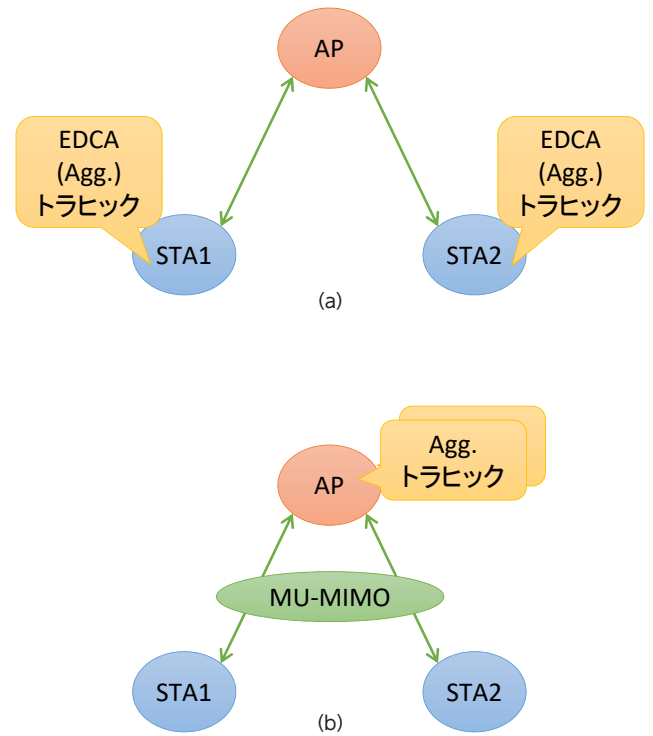 AP
EDCA
(Agg.)
トラヒック
EDCA
(Agg.)
トラヒック
STA1
STA2
(a)
Agg.
トラヒック
AP
MU-MIMO
STA1
STA2
(b)